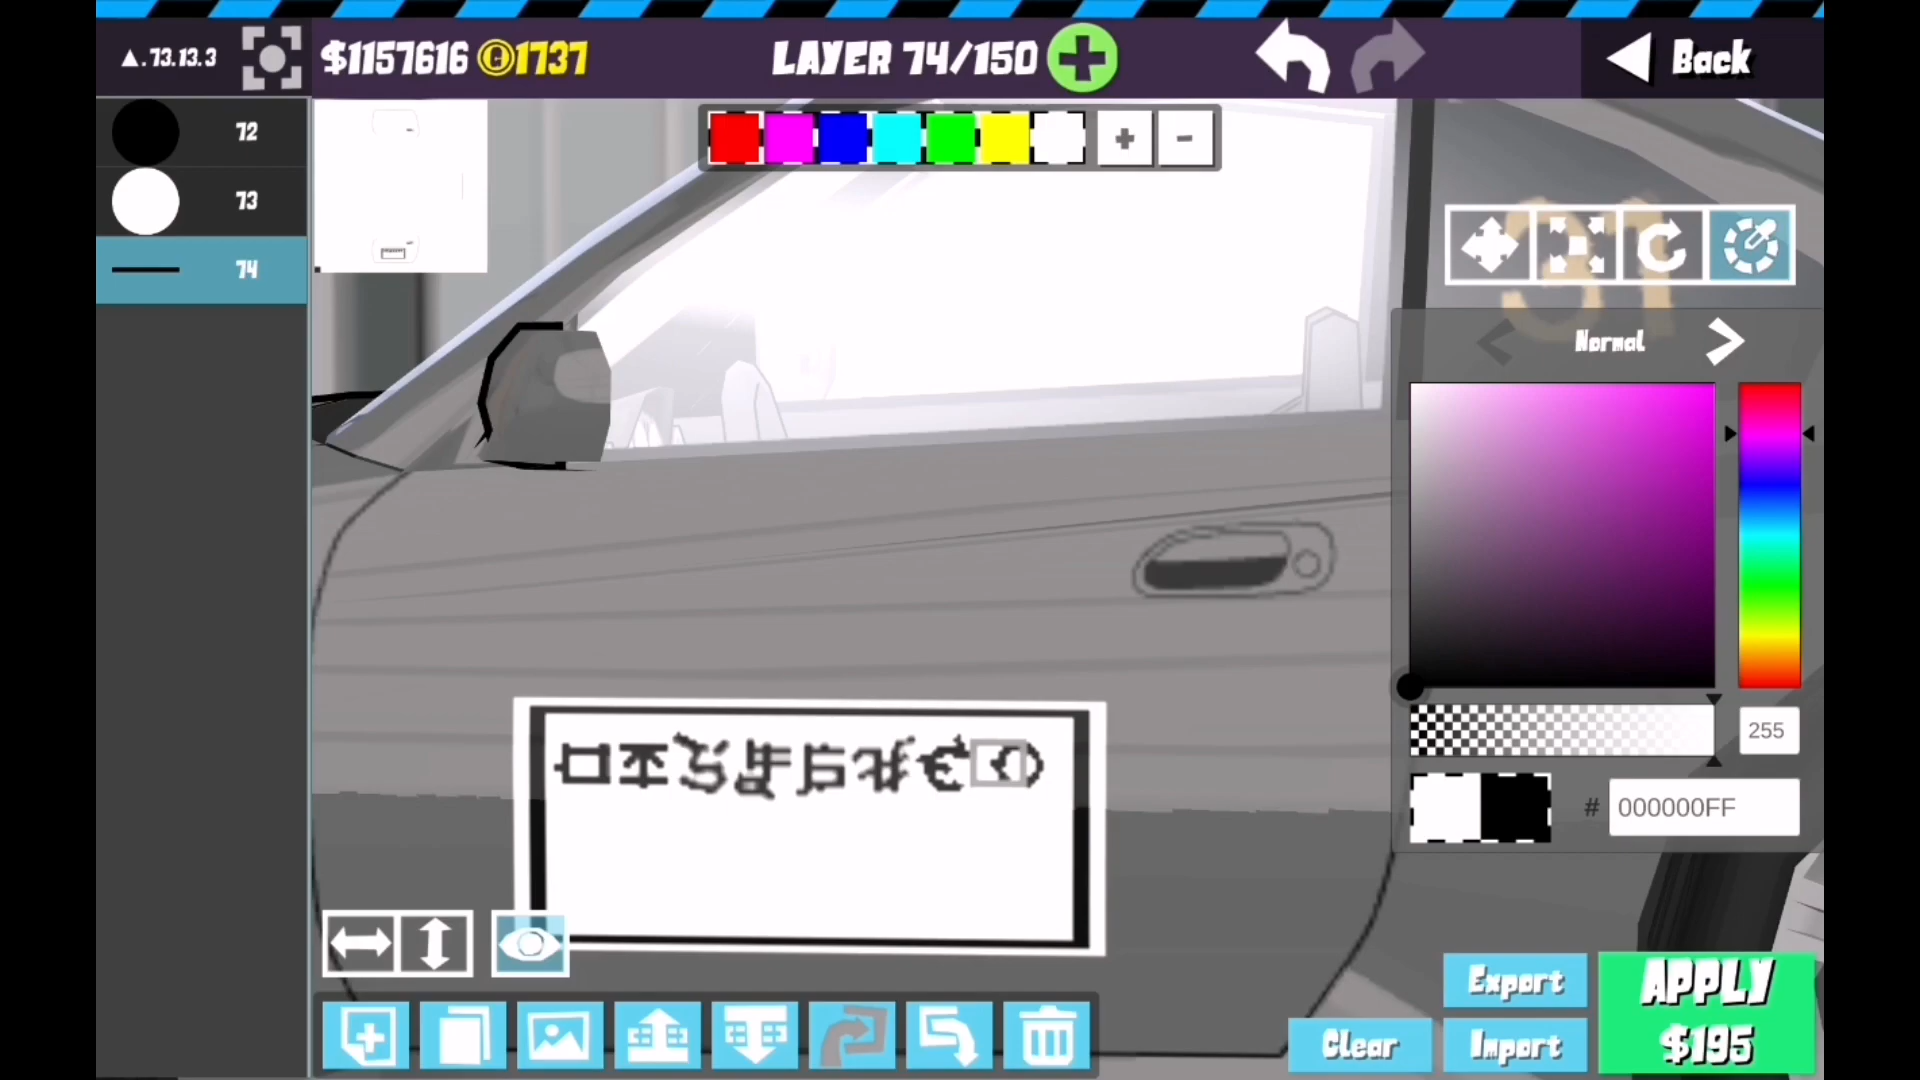 ▲.73.13.3 $1157616 1737 LAYER 74/150 Back
72
73
74
31
Normal
255
# 000000FF
Export
APPLY
$195
Clear
Import